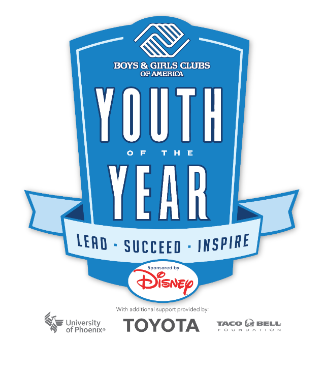 BOYS & GIRLS CLUBS
OF AMERICA
YOUTH
OF THE
YEAR
LEAD · SUCCEED · INSPIRE
Sponsored by
Disney
With additional support provided by
University
of Phoenix®
TOYOTA
TACO BELL
FOUNDATION